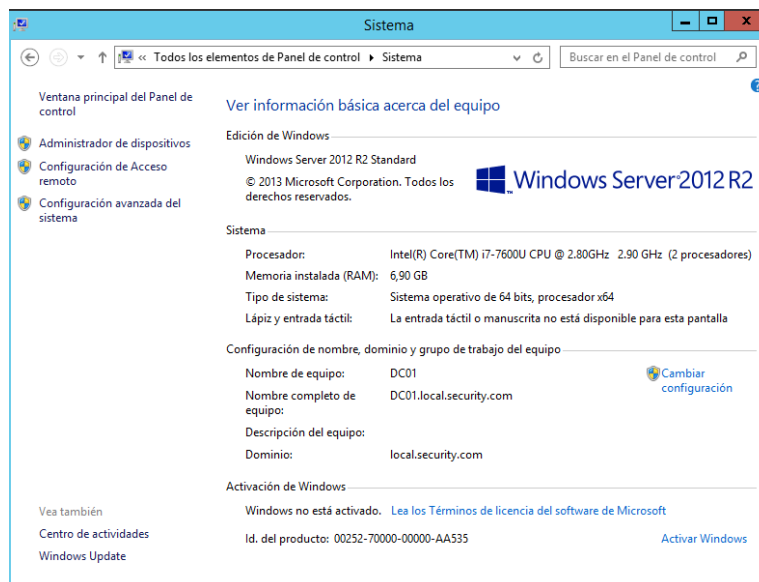 Sistema
« Todos los elementos de Panel de control ▸ Sistema
Buscar en el Panel de control
Ventana principal del Panel de
control
Administrador de dispositivos
Configuración de Acceso
remoto
Configuración avanzada del
sistema
Ver información básica acerca del equipo
Edición de Windows
Windows Server 2012 R2 Standard
© 2013 Microsoft Corporation. Todos los
derechos reservados.
Windows Server 2012 R2
Sistema
Procesador: Intel(R) Core(TM) i7-7600U CPU @ 2.80GHz 2.90 GHz (2 procesadores)
Memoria instalada (RAM): 6,90 GB
Tipo de sistema: Sistema operativo de 64 bits, procesador x64
Lápiz y entrada táctil: La entrada táctil o manuscrita no está disponible para esta pantalla
Configuración de nombre, dominio y grupo de trabajo del equipo
Nombre de equipo: DC01
Cambiar
configuración
Nombre completo de
equipo:
DC01.local.security.com
Descripción del equipo:
Dominio: local.security.com
Activación de Windows
Windows no está activado. Lea los Términos de licencia del software de Microsoft
Id. del producto: 00252-70000-00000-AA535
Activar Windows
Vea también
Centro de actividades
Windows Update